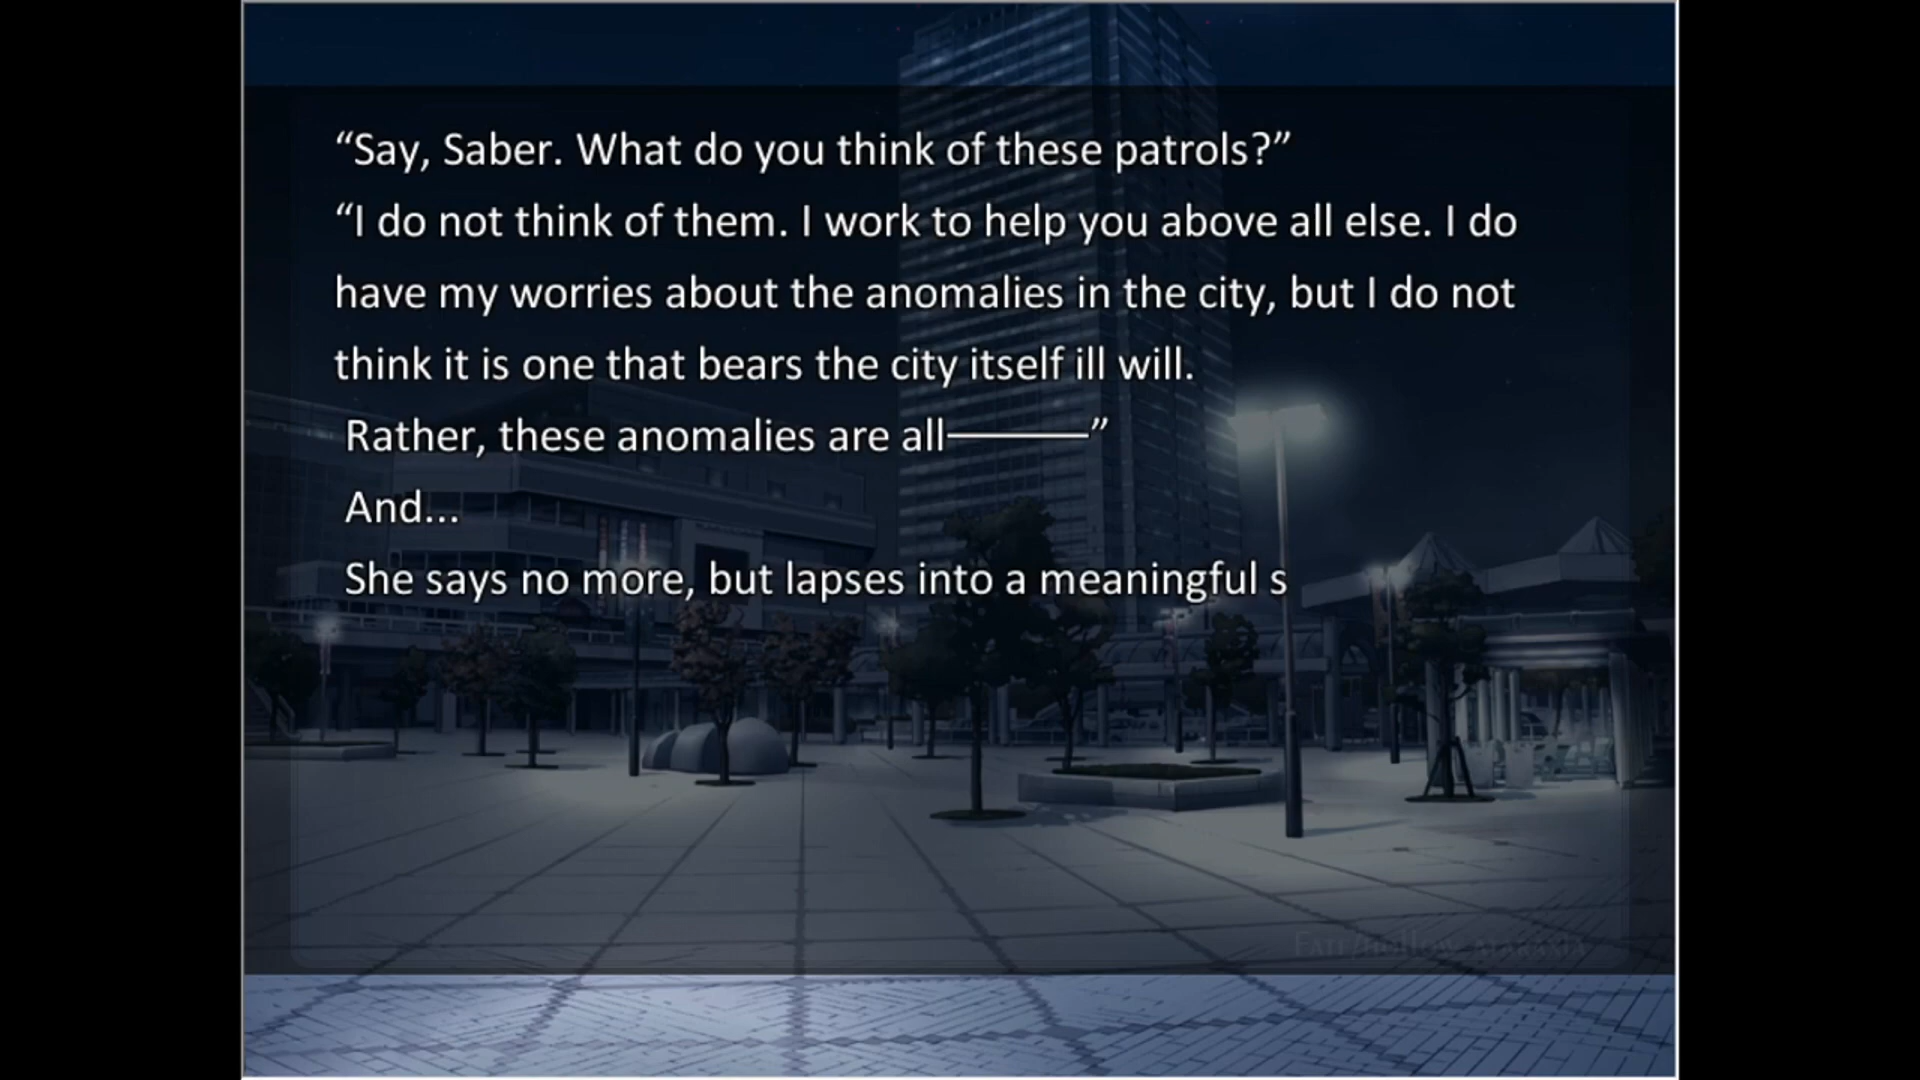 “Say, Saber. What do you think of these patrols?”
“I do not think of them. I work to help you above all else. I do
have my worries about the anomalies in the city, but I do not
think it is one that bears the city itself ill will.
Rather, these anomalies are all————”
And...
She says no more, but lapses into a meaningful s
Fate/hollow ataraxia